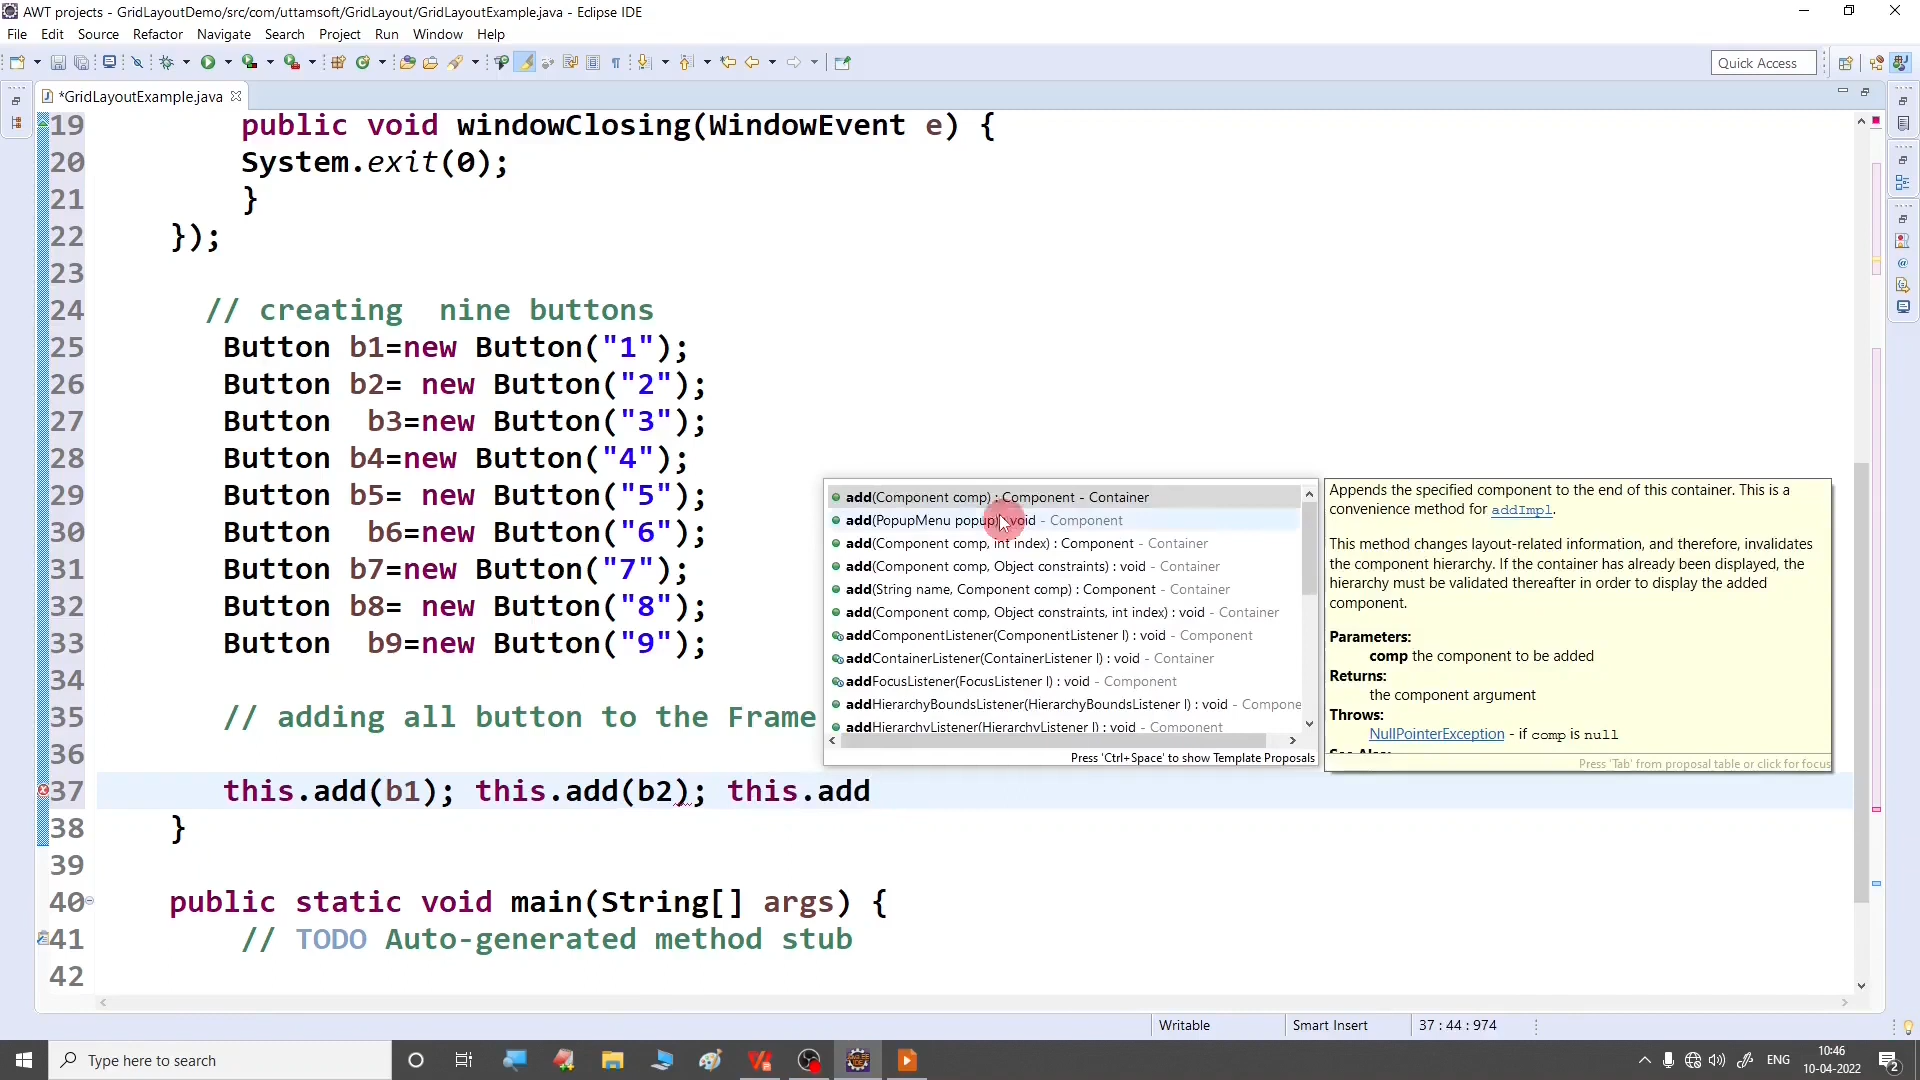 AWT projects - GridLayoutDemo/src/com/uttamsoft/GridLayout/GridLayoutExample.java - Eclipse IDE
File Edit Source Refactor Navigate Search Project Run Window Help
Quick Access
*GridLayoutExample.java
19 public void windowClosing(WindowEvent e) {
20 System.exit(0);
21 }
22 });
23
24 // creating  nine buttons
25 Button b1=new Button("1");
26 Button b2= new Button("2");
27 Button  b3=new Button("3");
28 Button b4=new Button("4");
29 Button b5= new Button("5");
30 Button  b6=new Button("6");
31 Button b7=new Button("7");
32 Button b8= new Button("8");
33 Button  b9=new Button("9");
34
35 // adding all button to the Frame
36
37 this.add(b1); this.add(b2); this.add
38 }
39
40 public static void main(String[] args) {
41 // TODO Auto-generated method stub
42
add(Component comp) : Component - Container
add(PopupMenu popup) : void - Component
add(Component comp, int index) : Component - Container
add(Component comp, Object constraints) : void - Container
add(String name, Component comp) : Component - Container
add(Component comp, Object constraints, int index) : void - Container
addComponentListener(ComponentListener l) : void - Component
addContainerListener(ContainerListener l) : void - Container
addFocusListener(FocusListener l) : void - Component
addHierarchyBoundsListener(HierarchyBoundsListener l) : void - Compone
addHierarchyListener(HierarchyListener l) : void - Component
Press 'Ctrl+Space' to show Template Proposals
Appends the specified component to the end of this container. This is a
convenience method for addImpl.
This method changes layout-related information, and therefore, invalidates
the component hierarchy. If the container has already been displayed, the
hierarchy must be validated thereafter in order to display the added
component.
Parameters:
comp the component to be added
Returns:
the component argument
Throws:
NullPointerException - if comp is null
See Also:
Press 'Tab' from proposal table or click for focus
Writable Smart Insert 37 : 44 : 974
Type here to search
ENG
10:46
10-04-2022
2